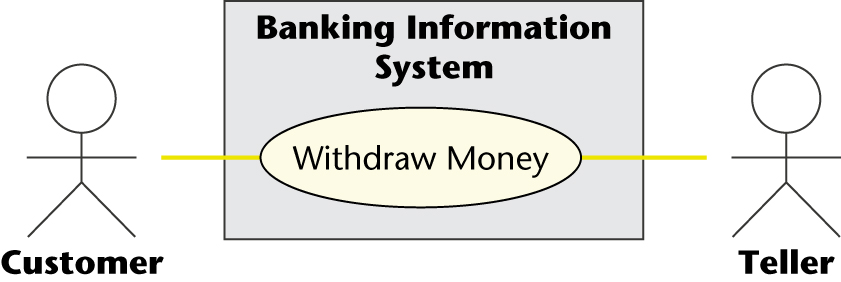 Banking Information
System
Withdraw Money
Customer
Teller